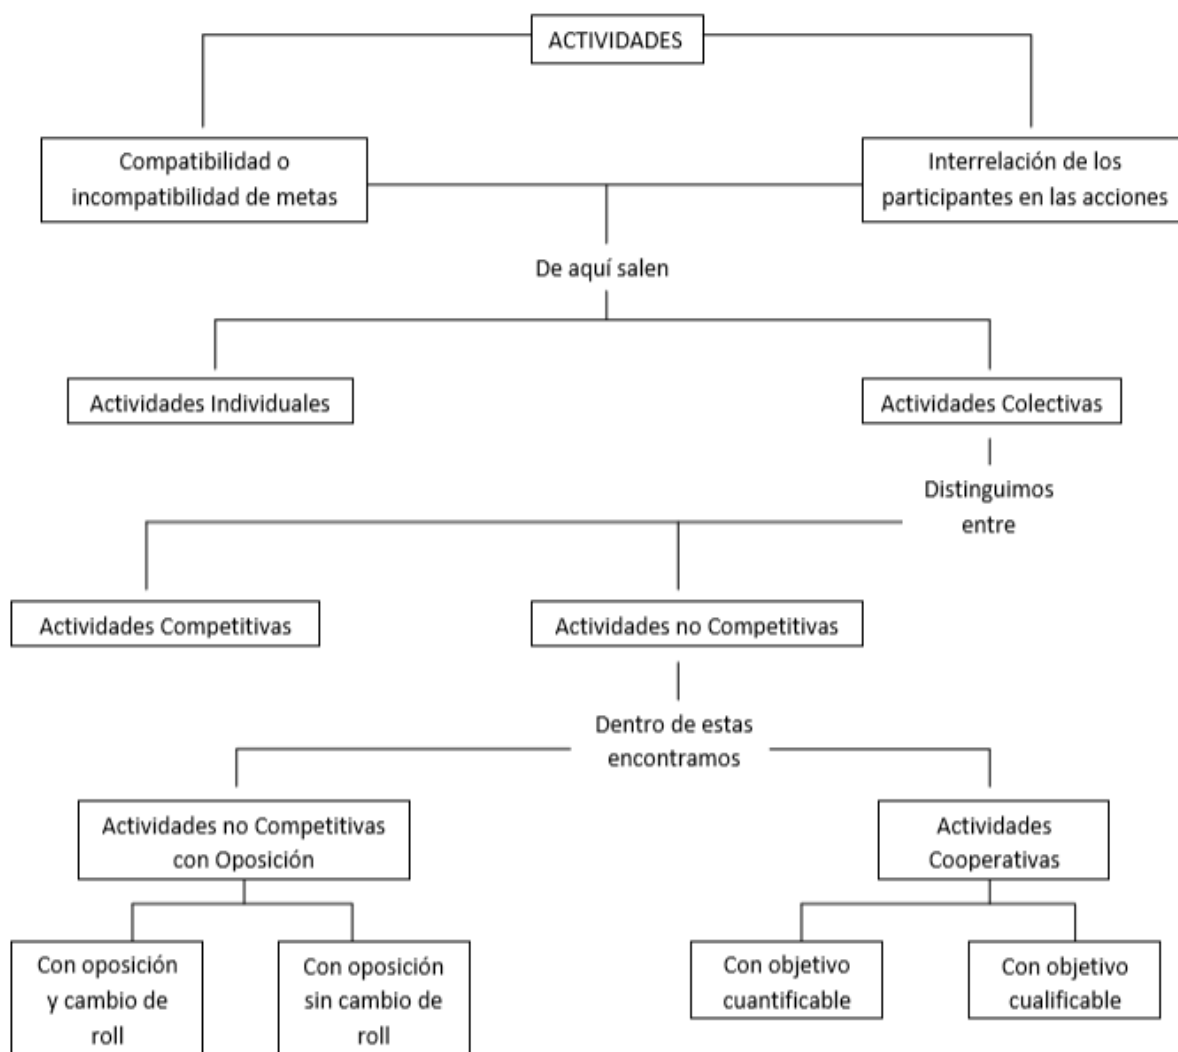 ACTIVIDADES
Compatibilidad o
incompatibilidad de metas
Interrelación de los
participantes en las acciones
De aquí salen
Actividades Individuales
Actividades Colectivas
Distinguimos
entre
Actividades Competitivas
Actividades no Competitivas
Dentro de estas
encontramos
Actividades no Competitivas
con Oposición
Actividades
Cooperativas
Con oposición
y cambio de
roll
Con oposición
sin cambio de
roll
Con objetivo
cuantificable
Con objetivo
cualificable